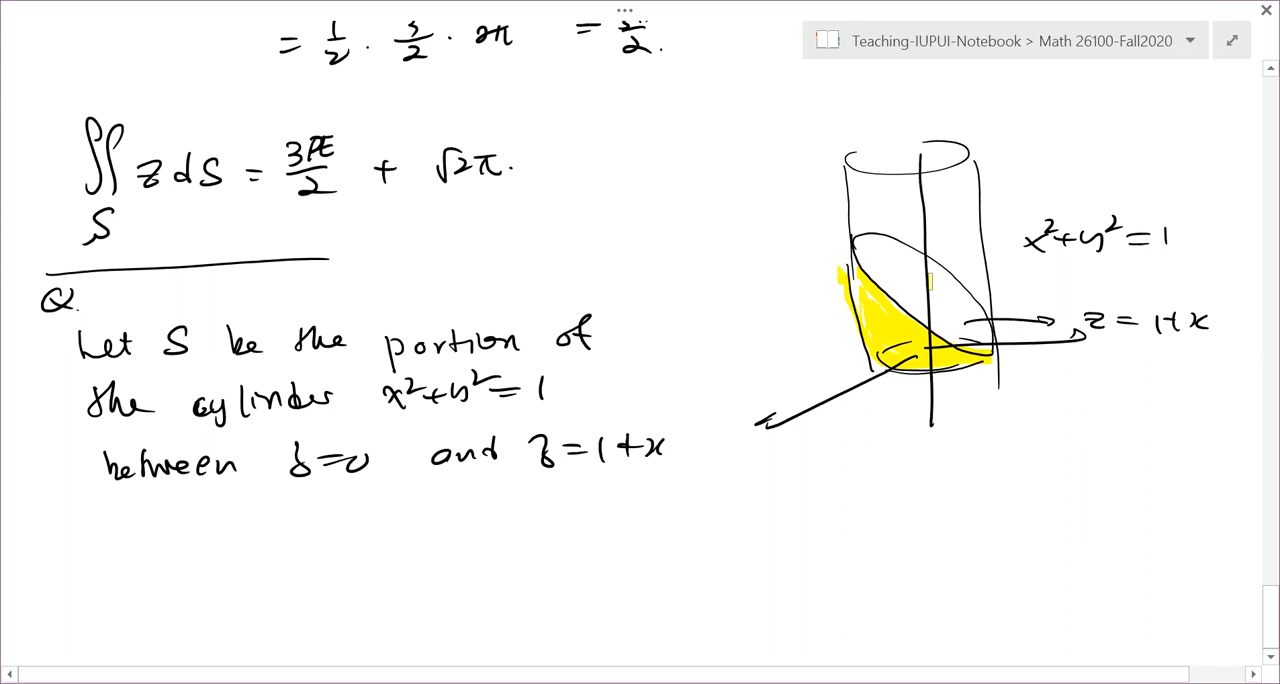 = 1/2 · 3/2 · 2π =
Teaching-IUPUI-Notebook > Math 26100-Fall2020
∬_S z dS = 3π/2 + √2π.
x²+y²=1
Q.
z = 1+x
Let S be the portion of
the cylinder x²+y²=1
between z=0 and z=1+x